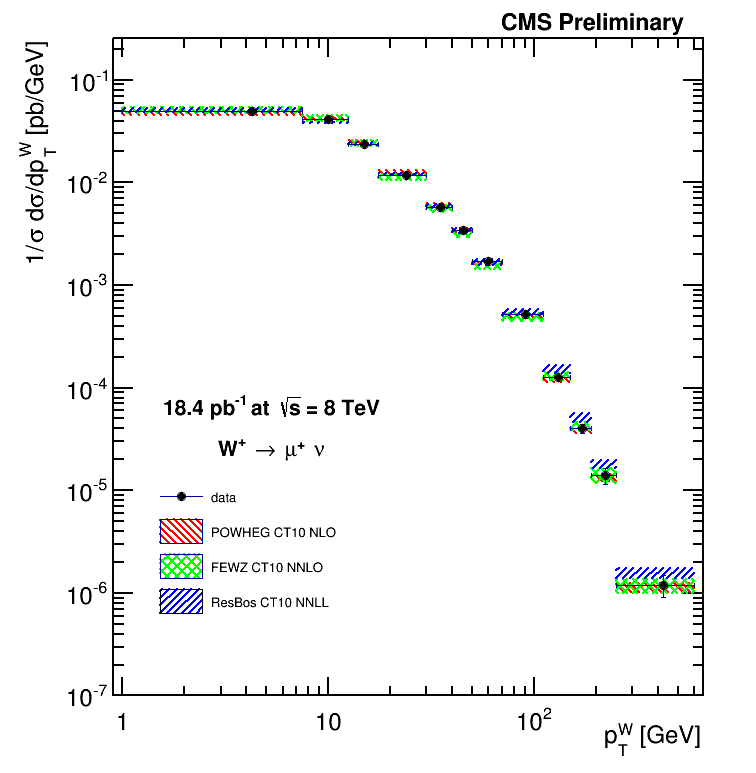 CMS Preliminary
1/σ dσ/dp_T^W [pb/GeV]
10^-1
10^-2
10^-3
10^-4
10^-5
10^-6
10^-7
18.4 pb^-1 at √s = 8 TeV
W^+ → μ^+ ν
data
POWHEG CT10 NLO
FEWZ CT10 NNLO
ResBos CT10 NNLL
1 10 10^2
p_T^W [GeV]